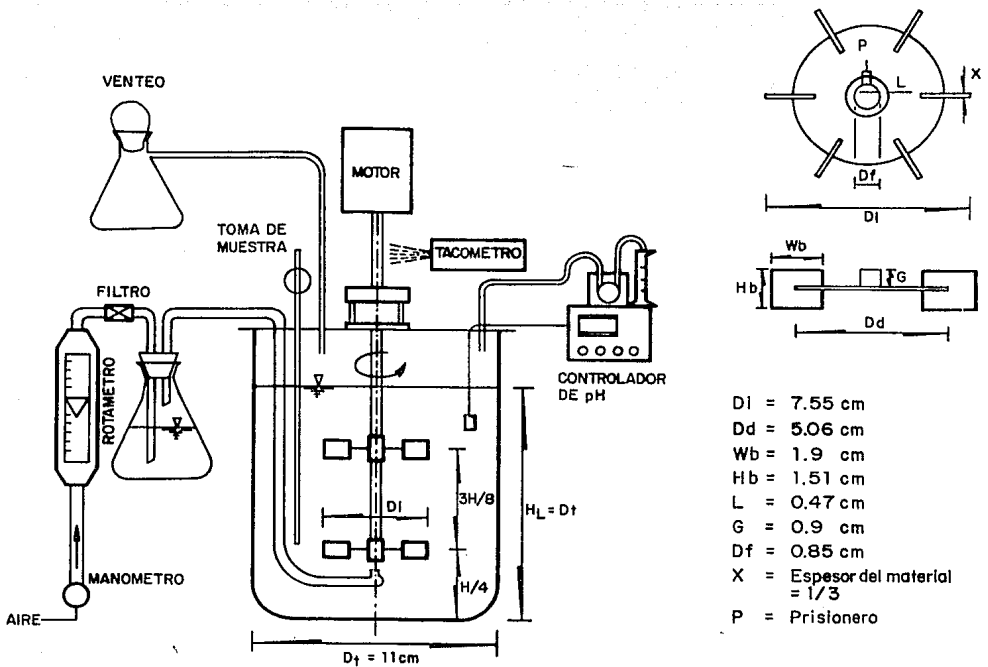 VENTEO
MOTOR
TOMA DE
MUESTRA
TACOMETRO
FILTRO
ROTAMETRO
MANOMETRO
AIRE
CONTROLADOR
DE pH
DI
3H/8
H/4
HL = Dt
Dt = 11cm
P
X
L
Df
DI
Wb
Hb
G
Dd
Di = 7.55 cm
Dd = 5.06 cm
Wb = 1.9 cm
Hb = 1.51 cm
L = 0.47 cm
G = 0.9 cm
Df = 0.85 cm
X = Espesor del material
= 1/3
P = Prisionero